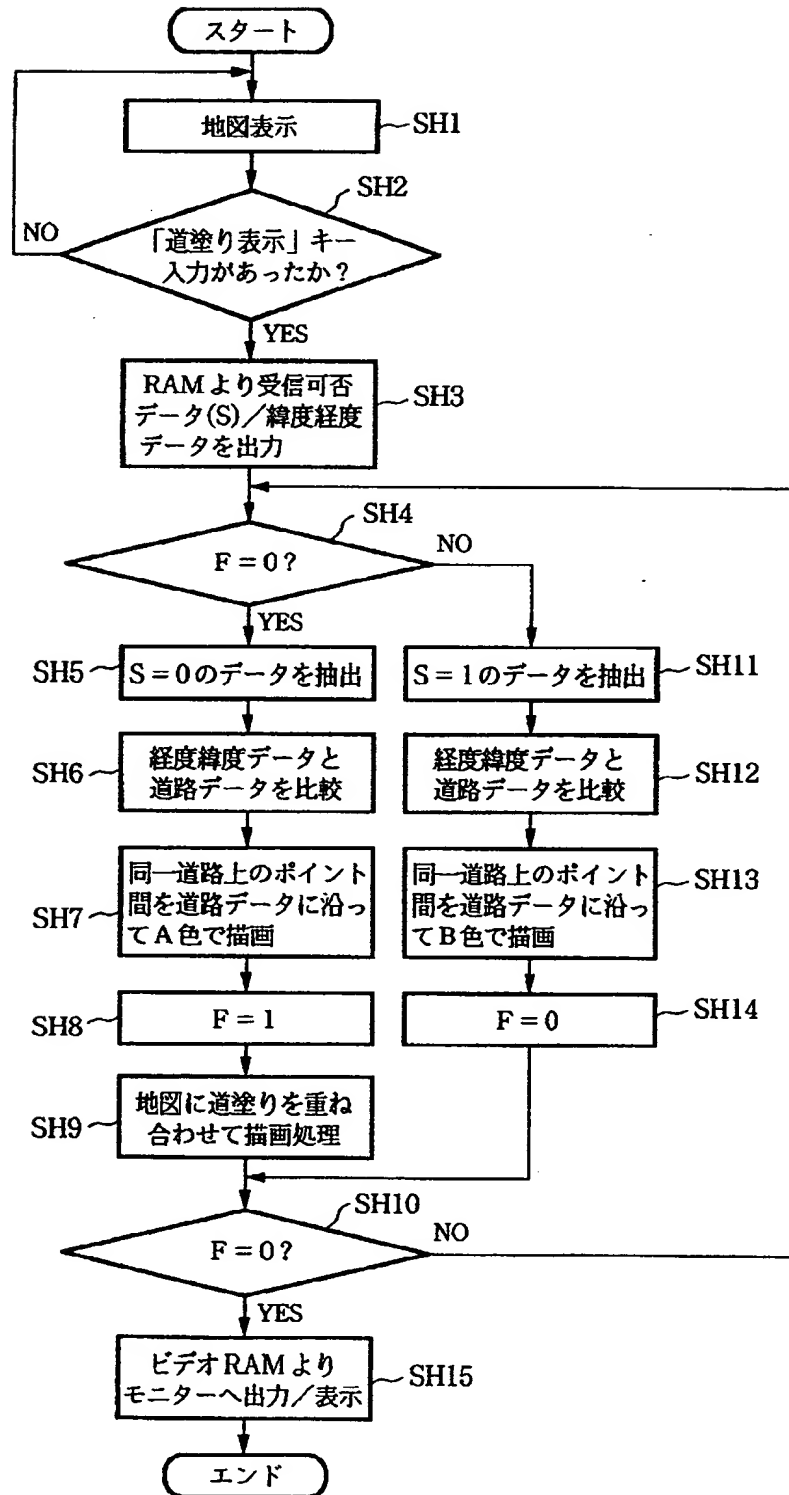 スタート
地図表示
SH1
SH2
NO
「道塗り表示」キー
入力があったか？
YES
RAMより受信可否
データ(S)／緯度経度
データを出力
SH3
SH4
F＝0？
NO
YES
SH5
S＝0のデータを抽出
S＝1のデータを抽出
SH11
SH6
経度緯度データと
道路データを比較
経度緯度データと
道路データを比較
SH12
SH7
同一道路上のポイント
間を道路データに沿っ
てA色で描画
同一道路上のポイント
間を道路データに沿っ
てB色で描画
SH13
SH8
F＝1
F＝0
SH14
SH9
地図に道塗りを重ね
合わせて描画処理
SH10
F＝0？
NO
YES
ビデオRAMより
モニターへ出力／表示
SH15
エンド